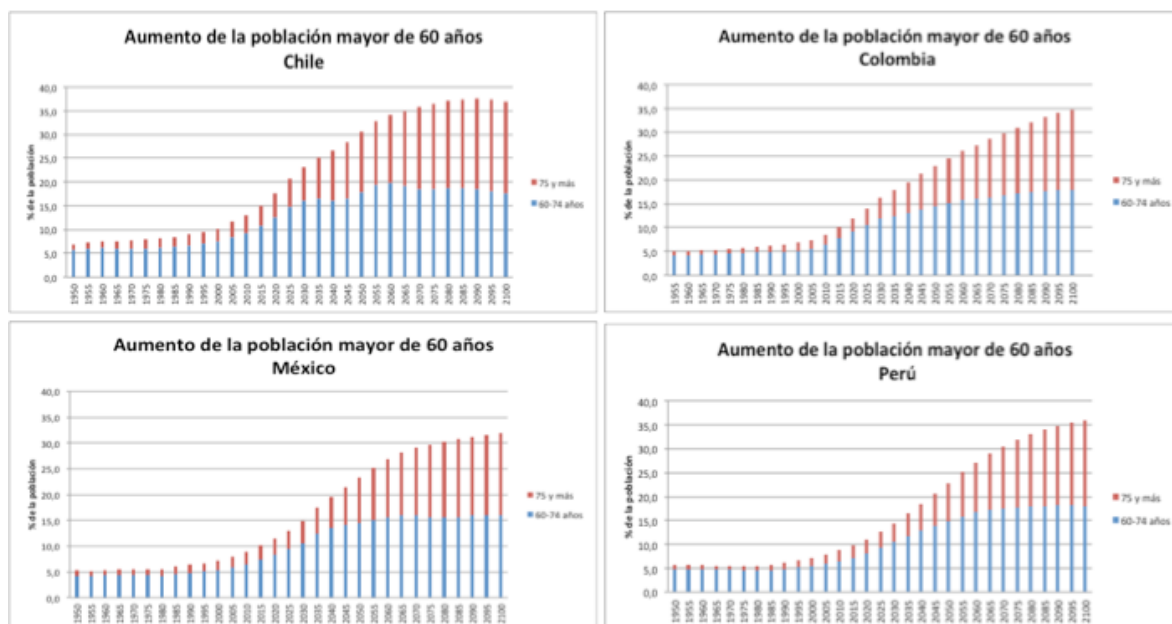 Aumento de la población mayor de 60 años
Chile
% de la población
40,0
35,0
30,0
25,0
20,0
15,0
10,0
5,0
0,0
1950 1955 1960 1965 1970 1975 1980 1985 1990 1995 2000 2005 2010 2015 2020 2025 2030 2035 2040 2045 2050 2055 2060 2065 2070 2075 2080 2085 2090 2095 2100
75 y más
60-74 años
Aumento de la población mayor de 60 años
Colombia
% de la población
40,0
35,0
30,0
25,0
20,0
15,0
10,0
5,0
0,0
1955 1960 1965 1970 1975 1980 1985 1990 1995 2000 2005 2010 2015 2020 2025 2030 2035 2040 2045 2050 2055 2060 2065 2070 2075 2080 2085 2090 2095 2100
75 y más
60-74 años
Aumento de la población mayor de 60 años
México
% de la población
40,0
35,0
30,0
25,0
20,0
15,0
10,0
5,0
0,0
1950 1955 1960 1965 1970 1975 1980 1985 1990 1995 2000 2005 2010 2015 2020 2025 2030 2035 2040 2045 2050 2055 2060 2065 2070 2075 2080 2085 2090 2095 2100
75 y más
60-74 años
Aumento de la población mayor de 60 años
Perú
% de la población
40,0
35,0
30,0
25,0
20,0
15,0
10,0
5,0
0,0
1950 1955 1960 1965 1970 1975 1980 1985 1990 1995 2000 2005 2010 2015 2020 2025 2030 2035 2040 2045 2050 2055 2060 2065 2070 2075 2080 2085 2090 2095 2100
75 y más
60-74 años